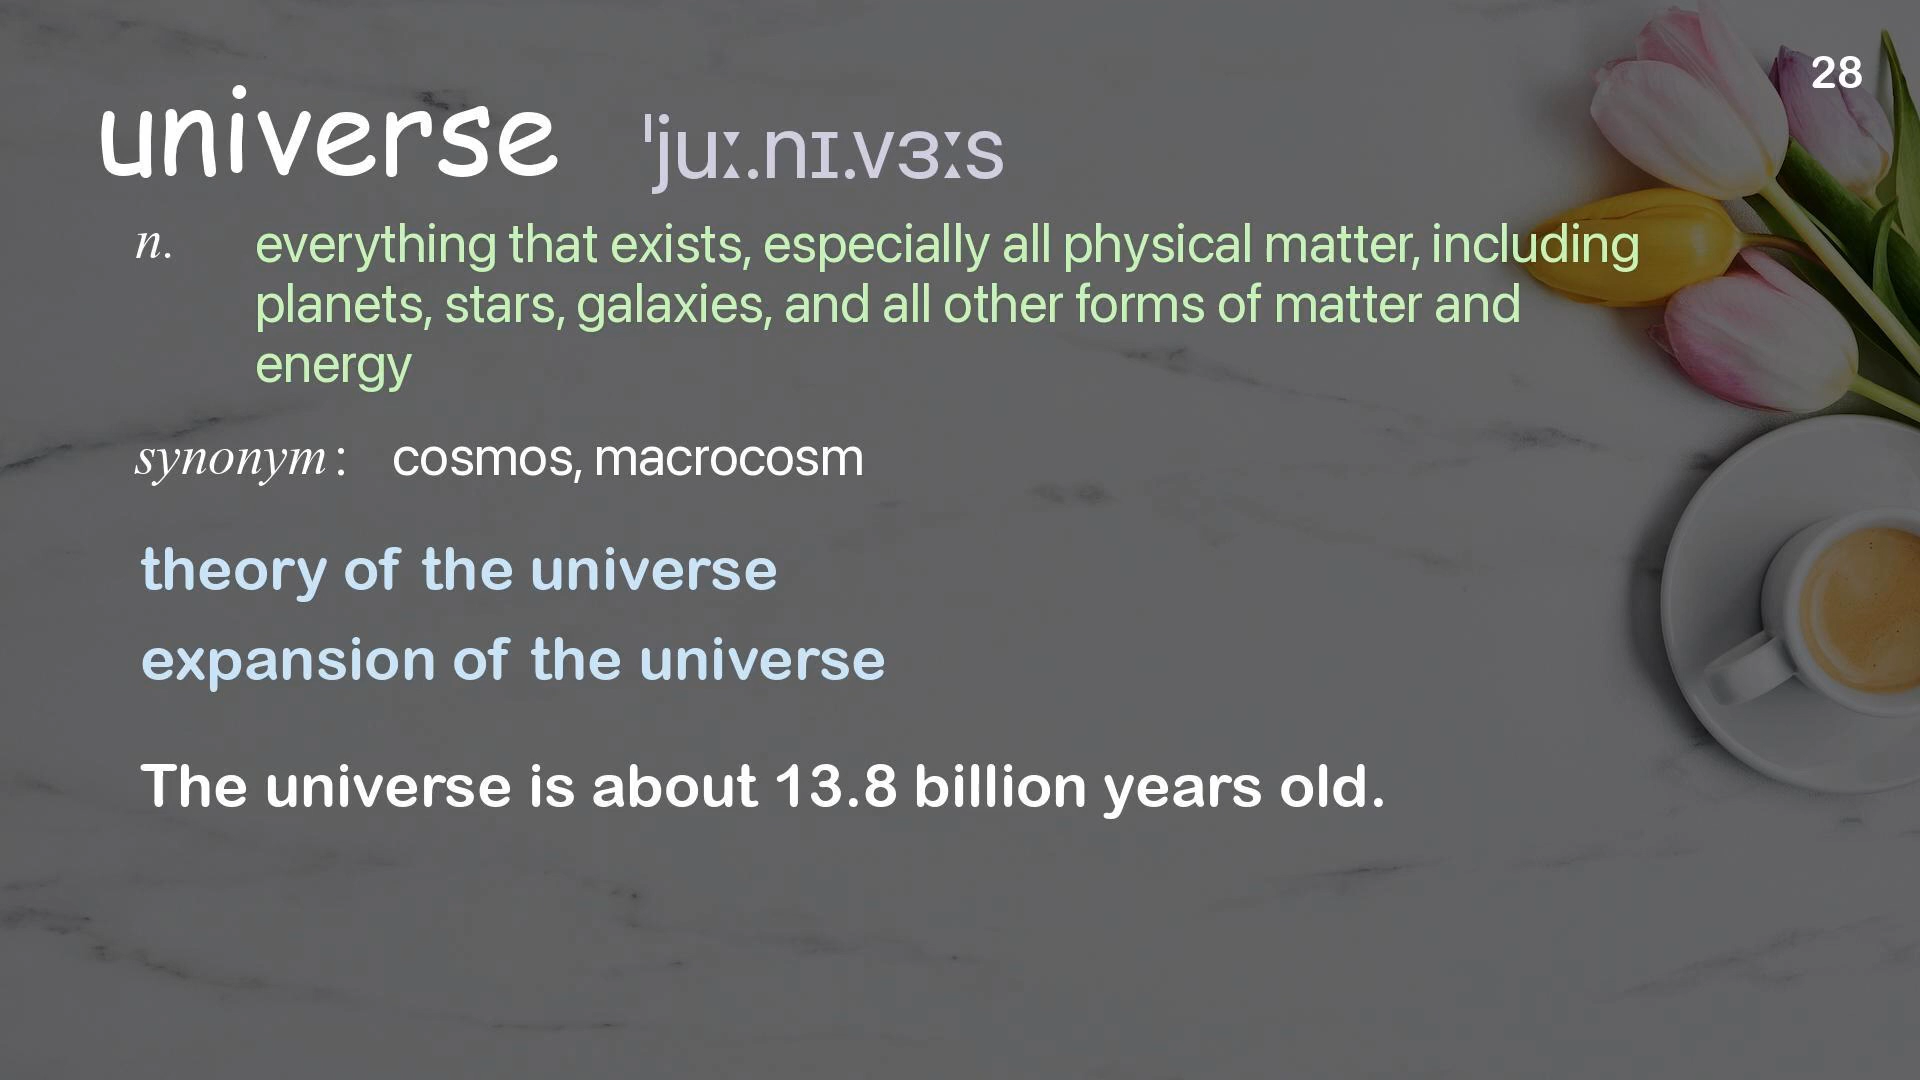 28
universe ˈjuː.nɪ.vɜːs
n. everything that exists, especially all physical matter, including
planets, stars, galaxies, and all other forms of matter and
energy
synonym: cosmos, macrocosm
theory of the universe
expansion of the universe
The universe is about 13.8 billion years old.